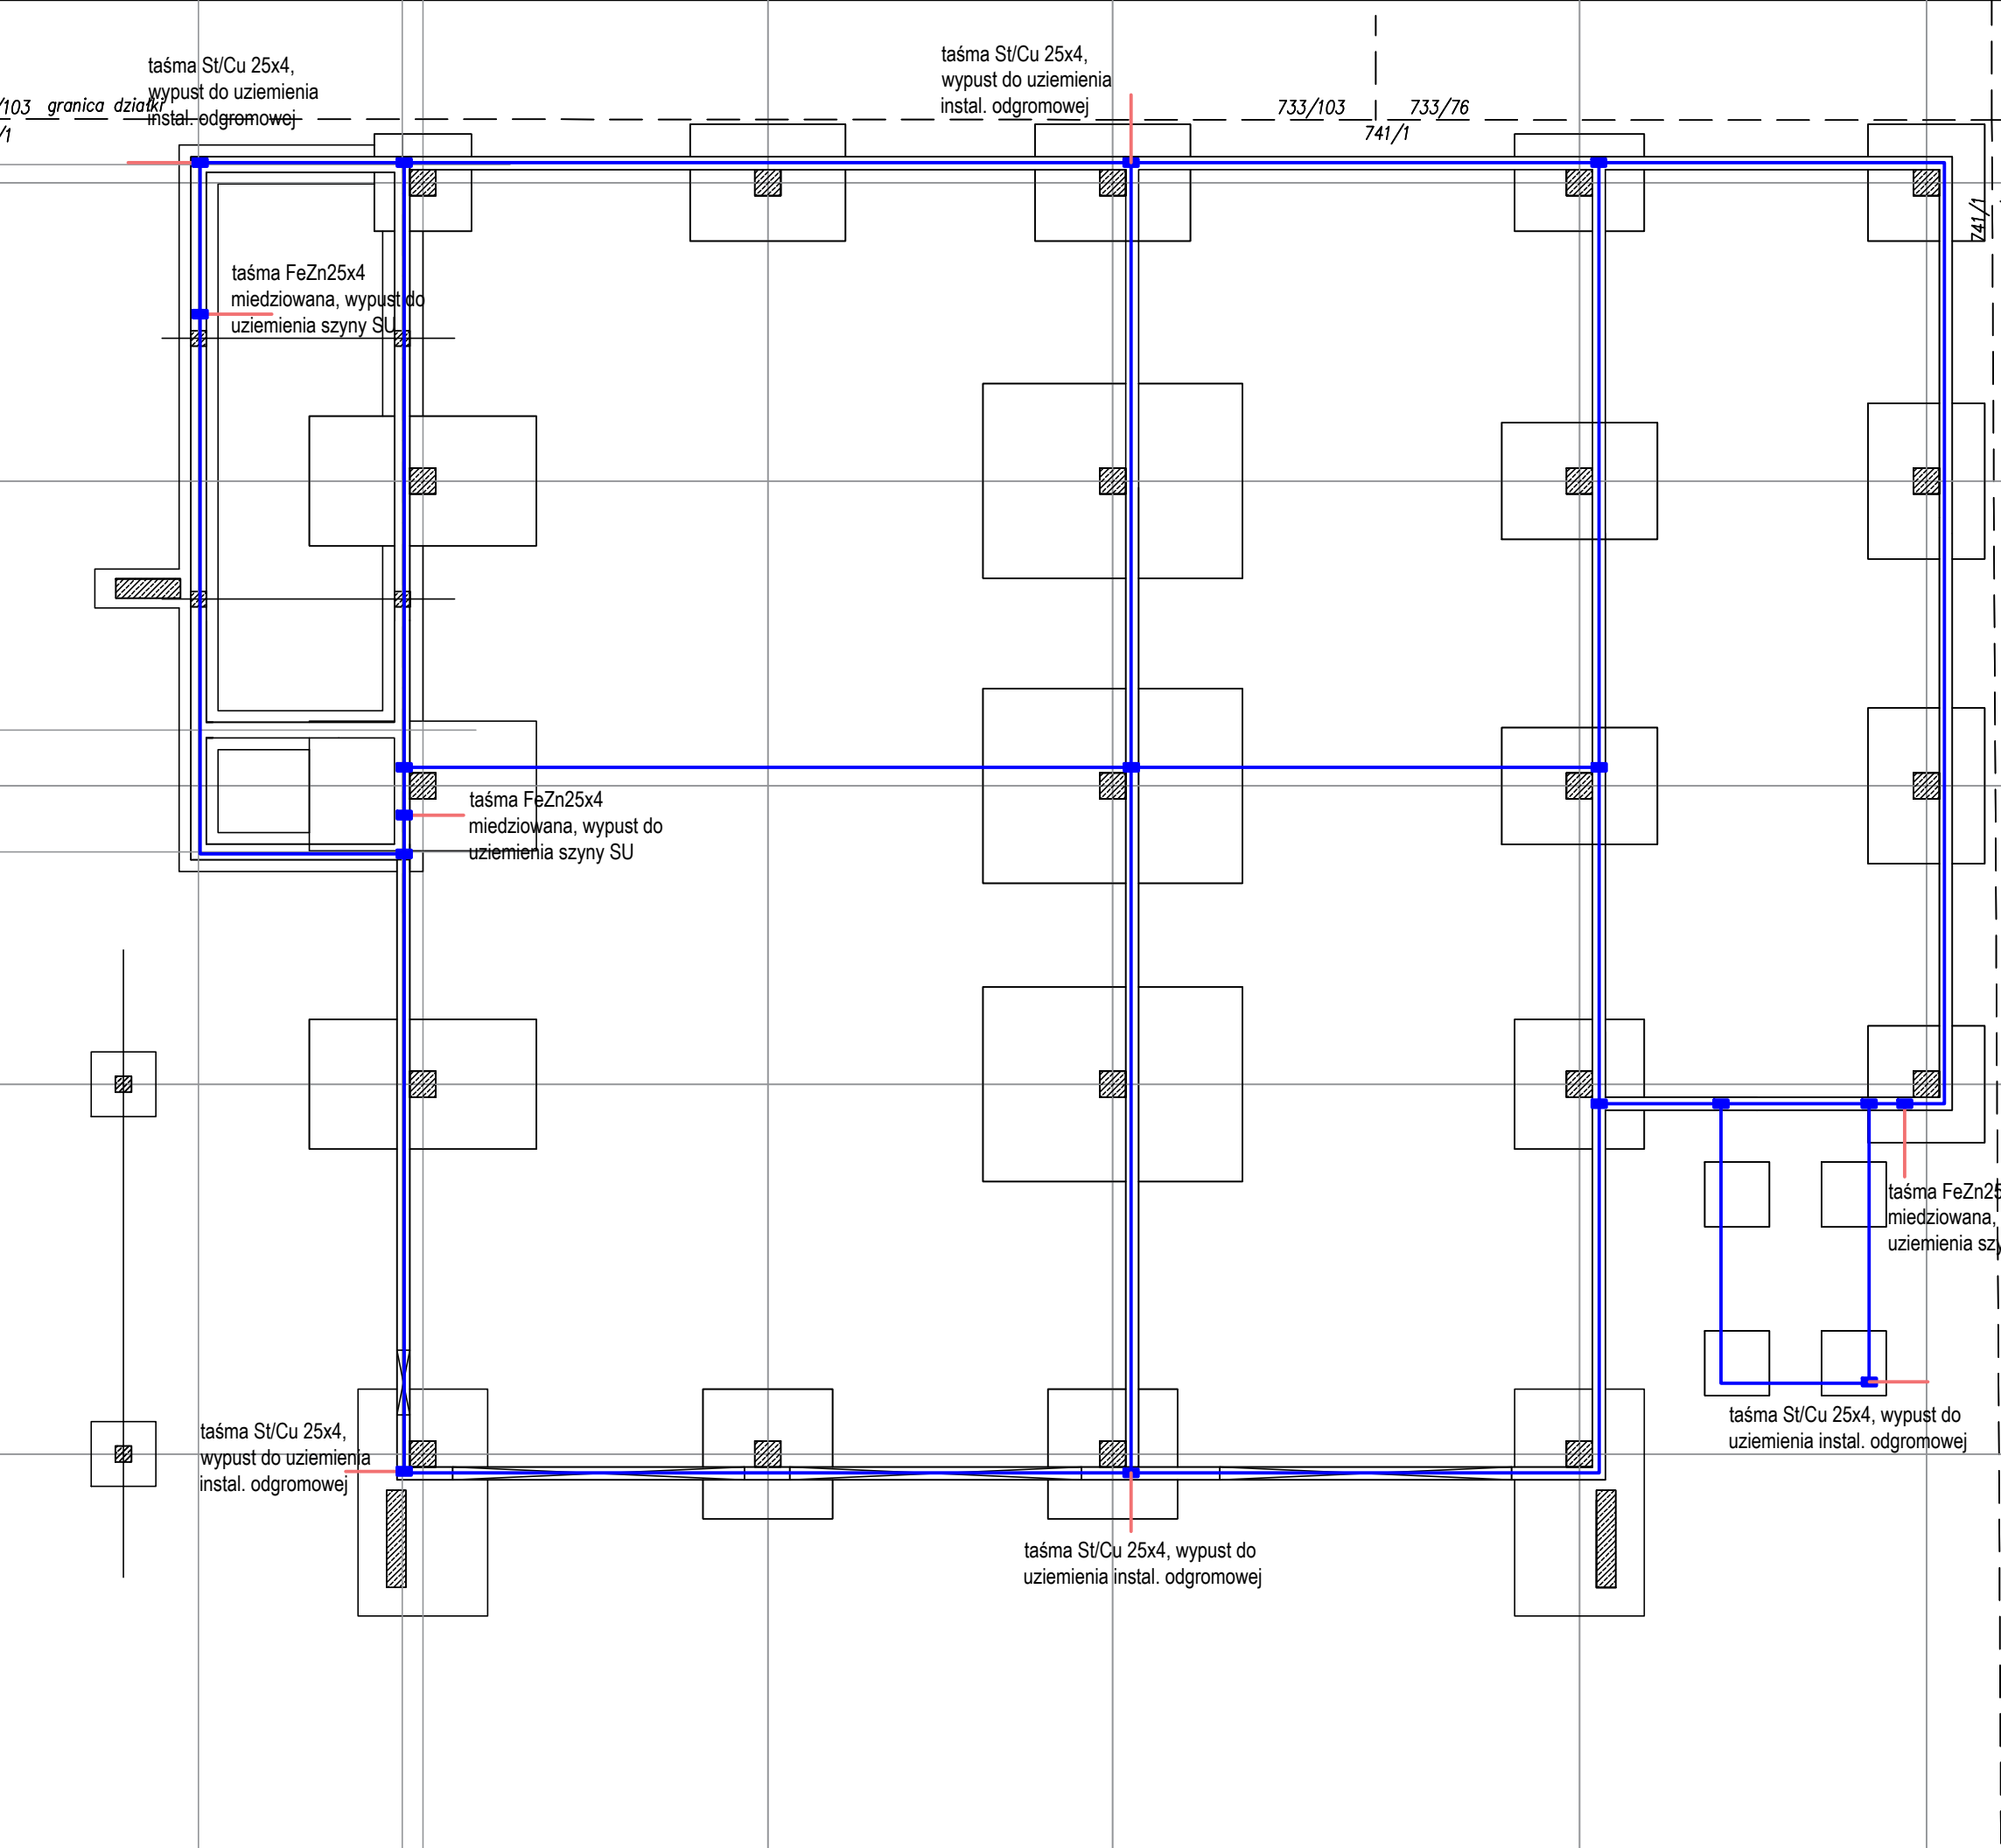 taśma St/Cu 25x4,
wypust do uziemienia
instal. odgromowej
taśma St/Cu 25x4,
wypust do uziemienia
instal. odgromowej
/103 granica działki
/1
733/103 733/76
741/1
741/1
taśma FeZn25x4
miedziowana, wypust do
uziemienia szyny SU
taśma FeZn25x4
miedziowana, wypust do
uziemienia szyny SU
taśma FeZn25
miedziowana,
uziemienia szy
taśma St/Cu 25x4, wypust do
uziemienia instal. odgromowej
taśma St/Cu 25x4,
wypust do uziemienia
instal. odgromowej
taśma St/Cu 25x4, wypust do
uziemienia instal. odgromowej